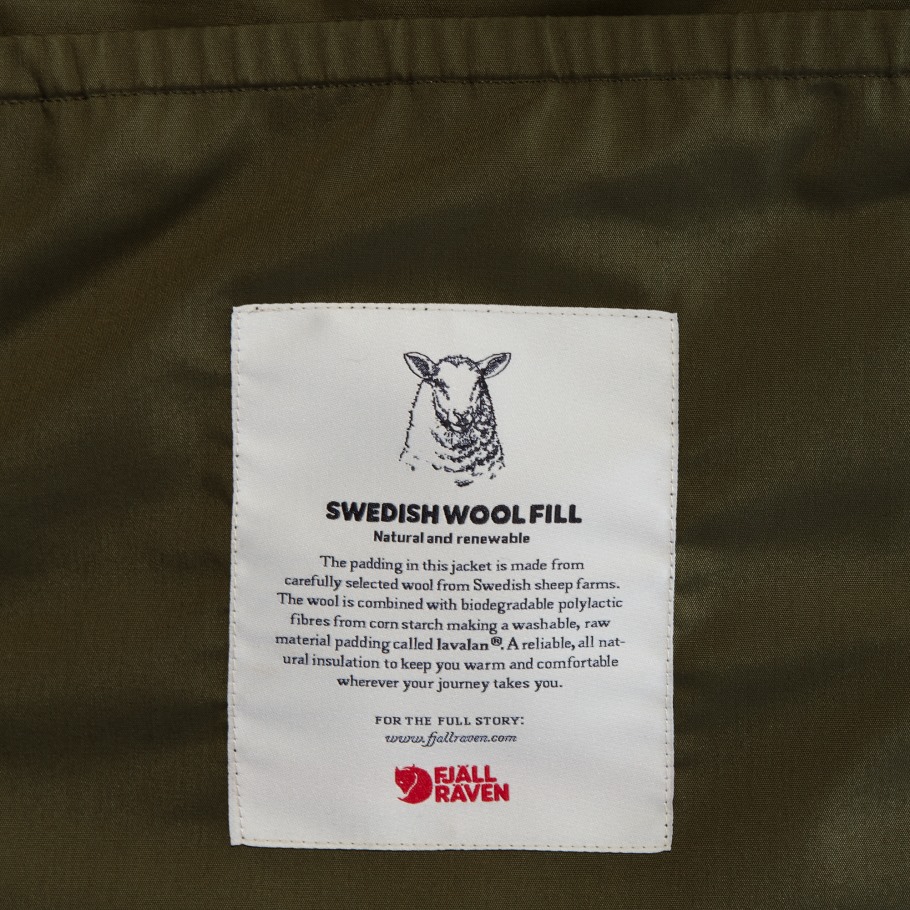 SWEDISH WOOL FILL
Natural and renewable
The padding in this jacket is made from
carefully selected wool from Swedish sheep farms.
The wool is combined with biodegradable polylactic
fibres from corn starch making a washable, raw
material padding called lavalan®. A reliable, all nat-
ural insulation to keep you warm and comfortable
wherever your journey takes you.
FOR THE FULL STORY:
www.fjallraven.com
FJÄLL
RÄVEN